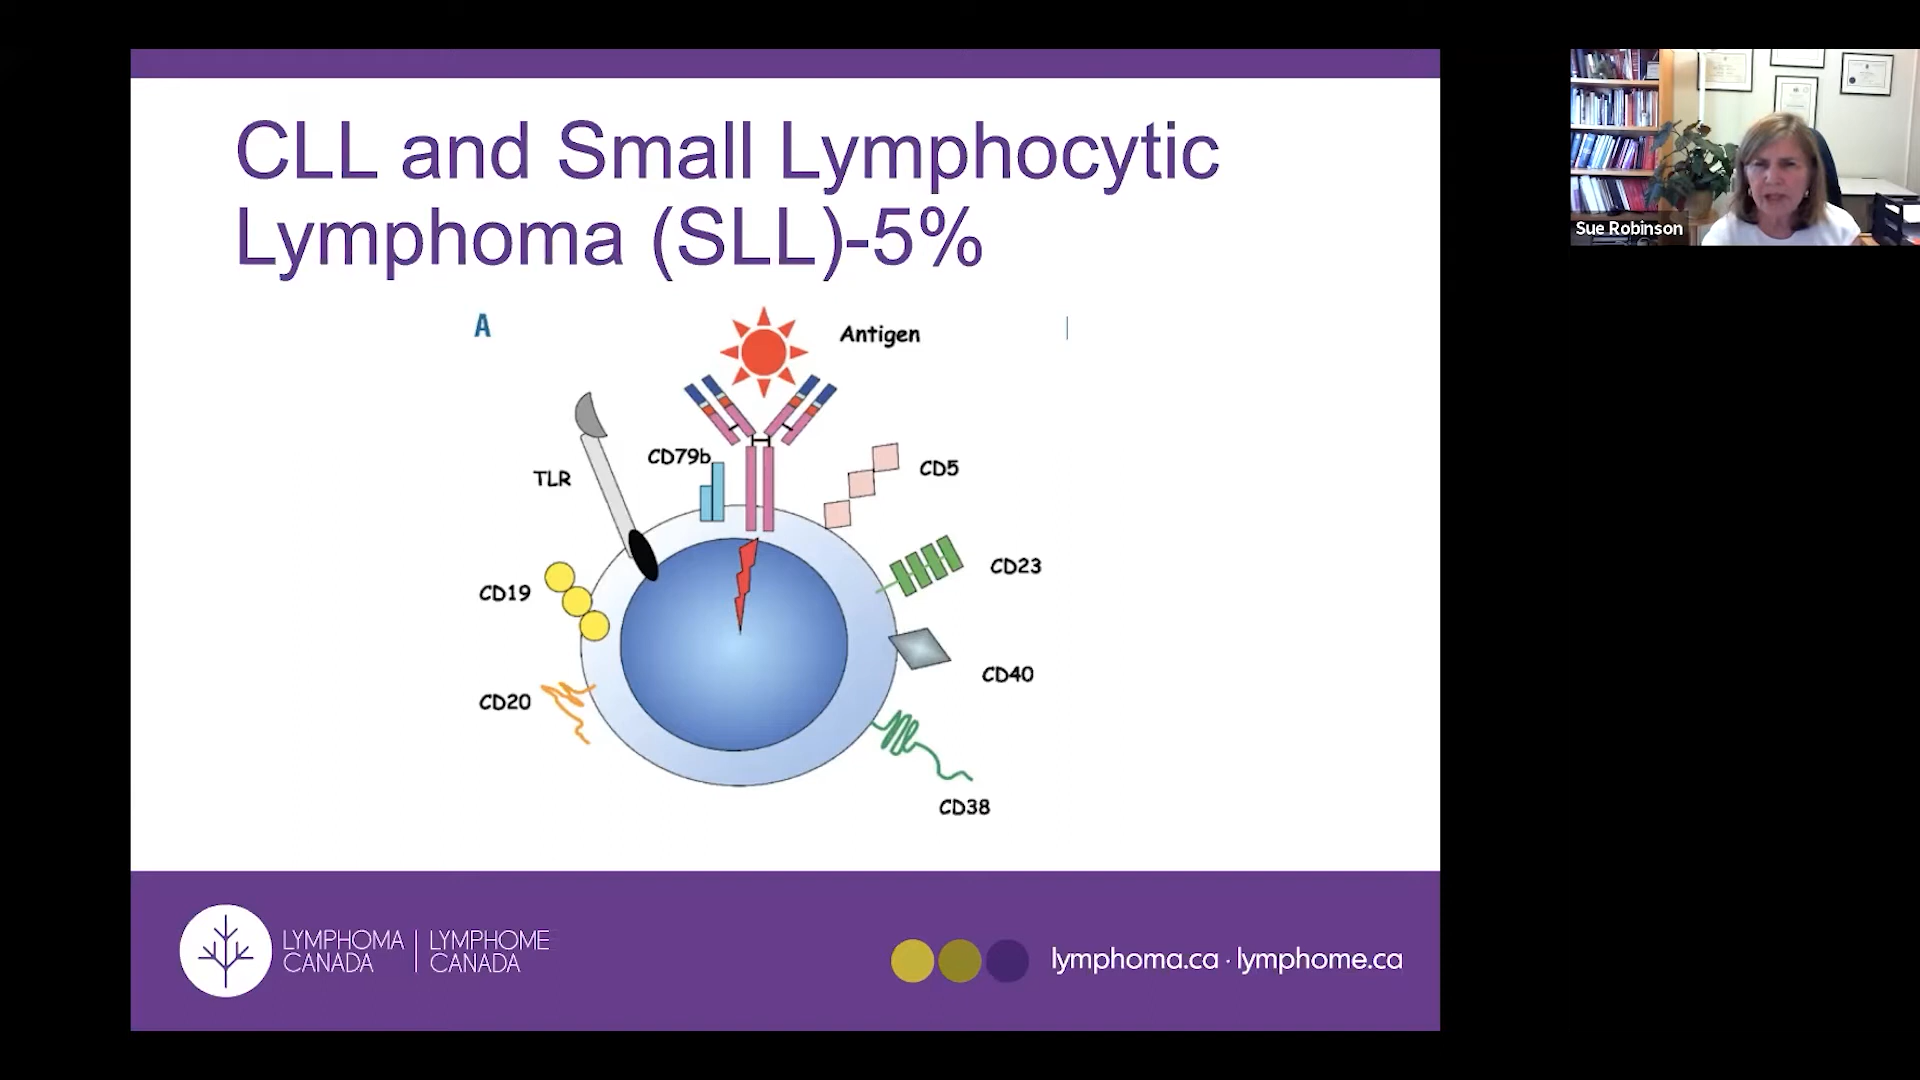 CLL and Small Lymphocytic
Lymphoma (SLL)-5%
A
Antigen
CD79b
TLR
CD5
CD23
CD19
CD40
CD20
CD38
LYMPHOMA
CANADA
LYMPHOME
CANADA
lymphoma.ca · lymphome.ca
Sue Robinson